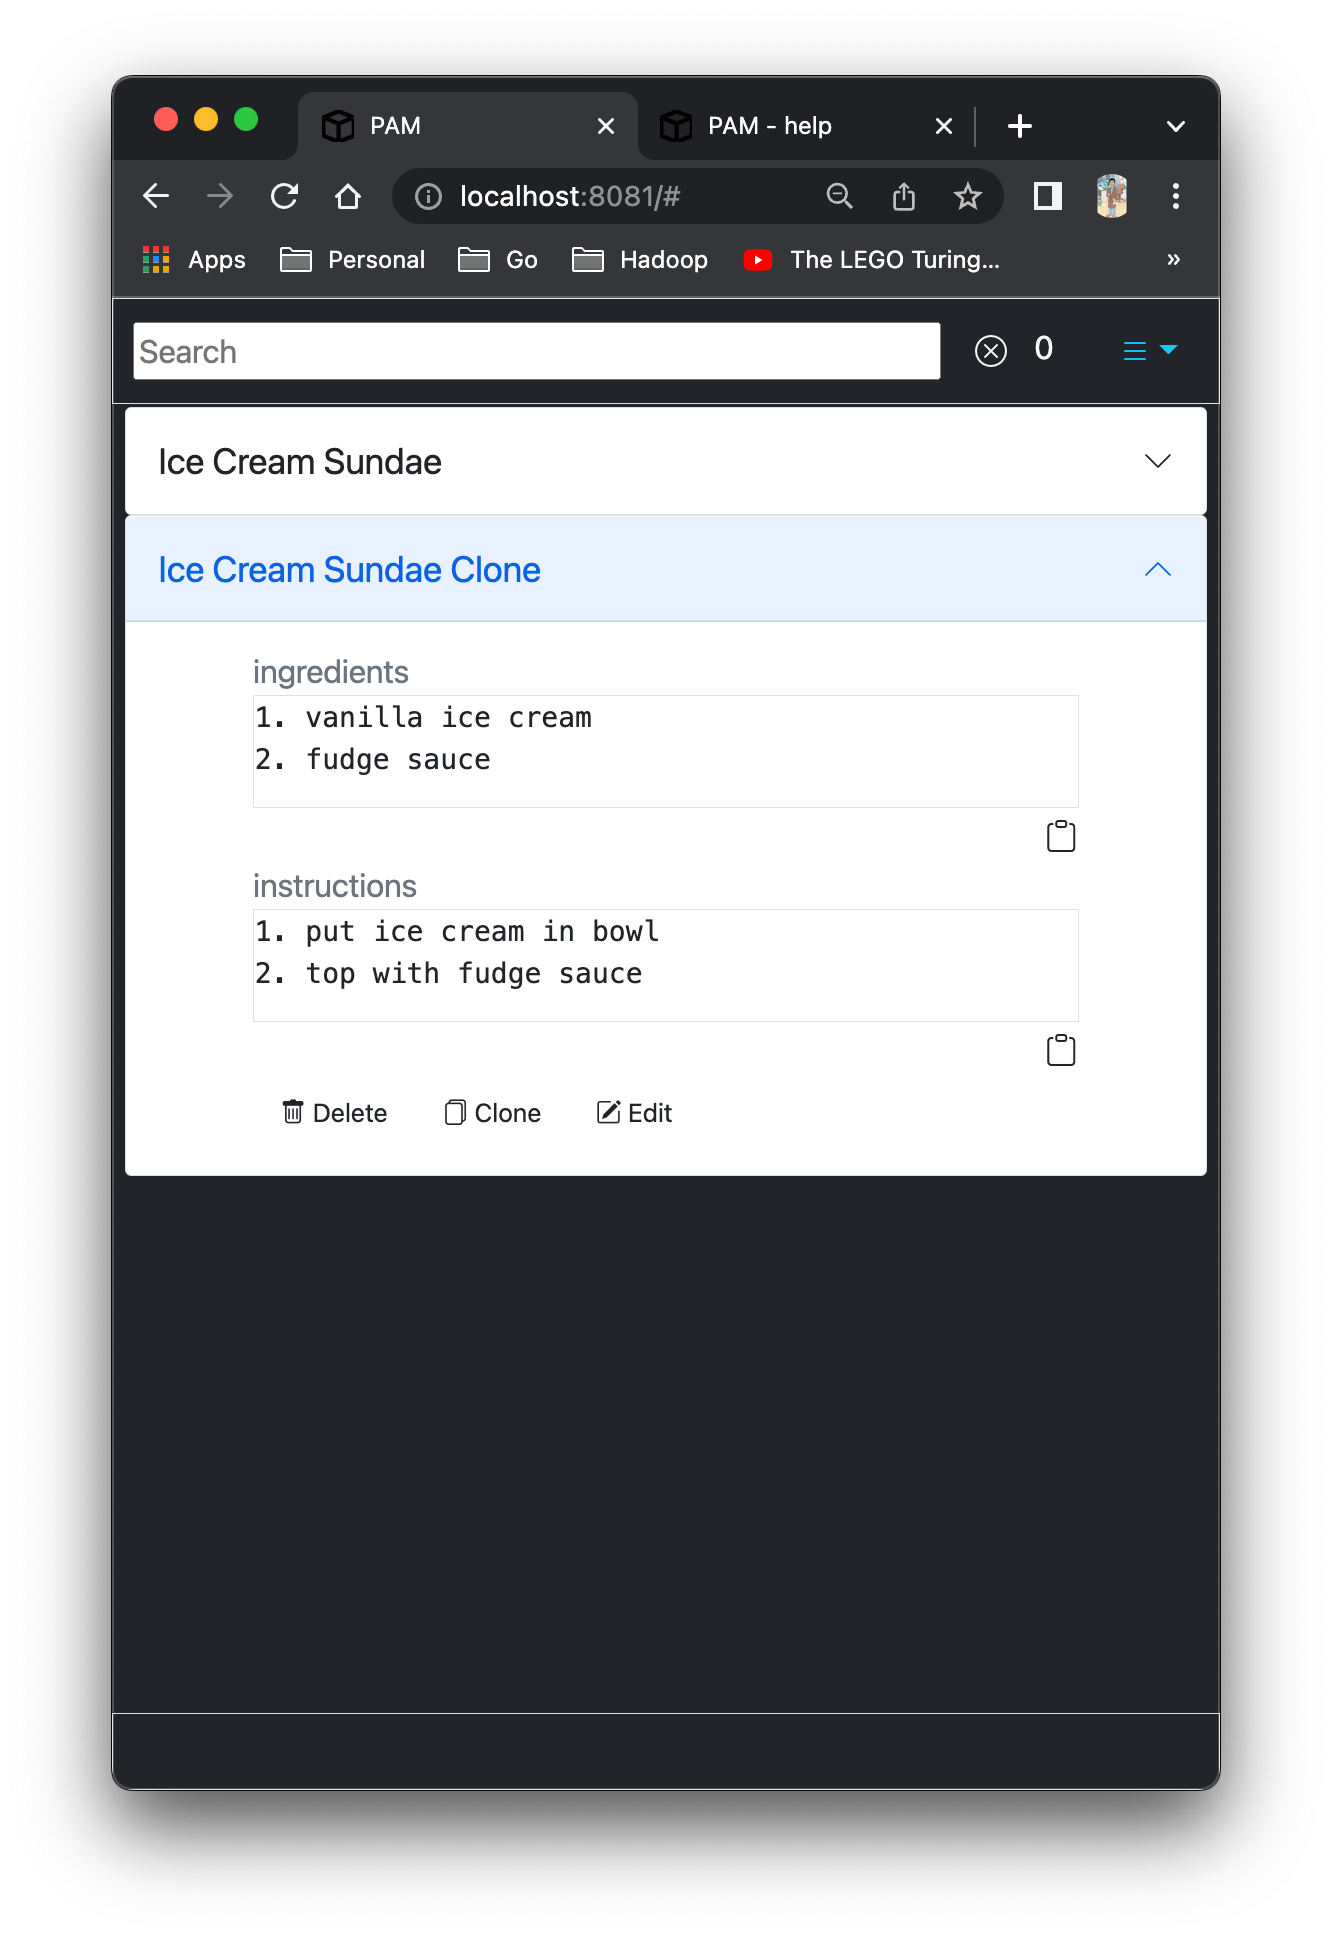 PAM
PAM - help
localhost:8081/#
Apps Personal Go Hadoop The LEGO Turing...
Search
0
Ice Cream Sundae
Ice Cream Sundae Clone
ingredients
1. vanilla ice cream
2. fudge sauce
instructions
1. put ice cream in bowl
2. top with fudge sauce
Delete Clone Edit